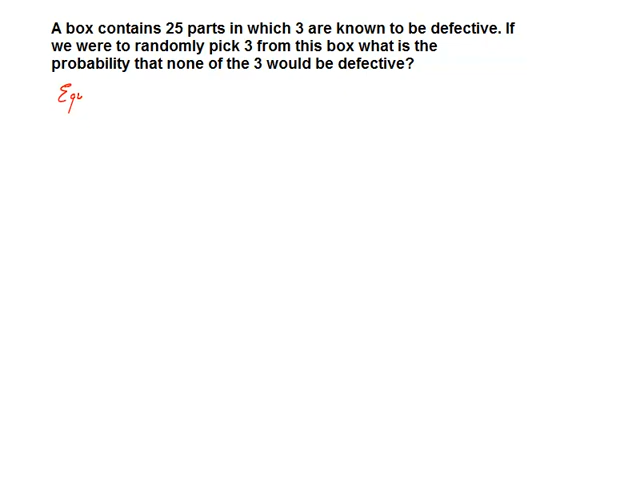 A box contains 25 parts in which 3 are known to be defective. If
we were to randomly pick 3 from this box what is the
probability that none of the 3 would be defective?
Equ